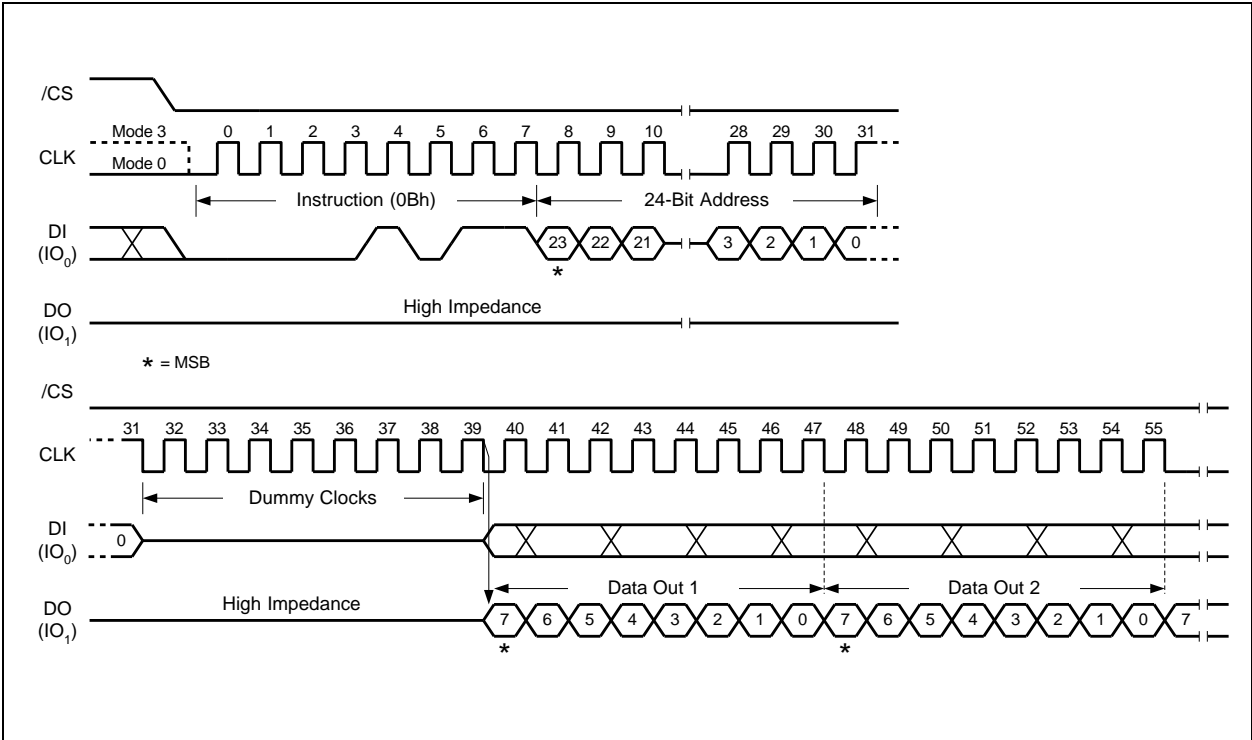 /CS
Mode 3 0 1 2 3 4 5 6 7 8 9 10 28 29 30 31
CLK
Mode 0
Instruction (0Bh) 24-Bit Address
DI
(IO0)
23 22 21 3 2 1 0
*
High Impedance
DO
(IO1)
* = MSB
/CS
31 32 33 34 35 36 37 38 39 40 41 42 43 44 45 46 47 48 49 50 51 52 53 54 55
CLK
Dummy Clocks
DI
(IO0)
0
Data Out 1 Data Out 2
High Impedance
DO
(IO1)
7 6 5 4 3 2 1 0 7 6 5 4 3 2 1 0 7
* *